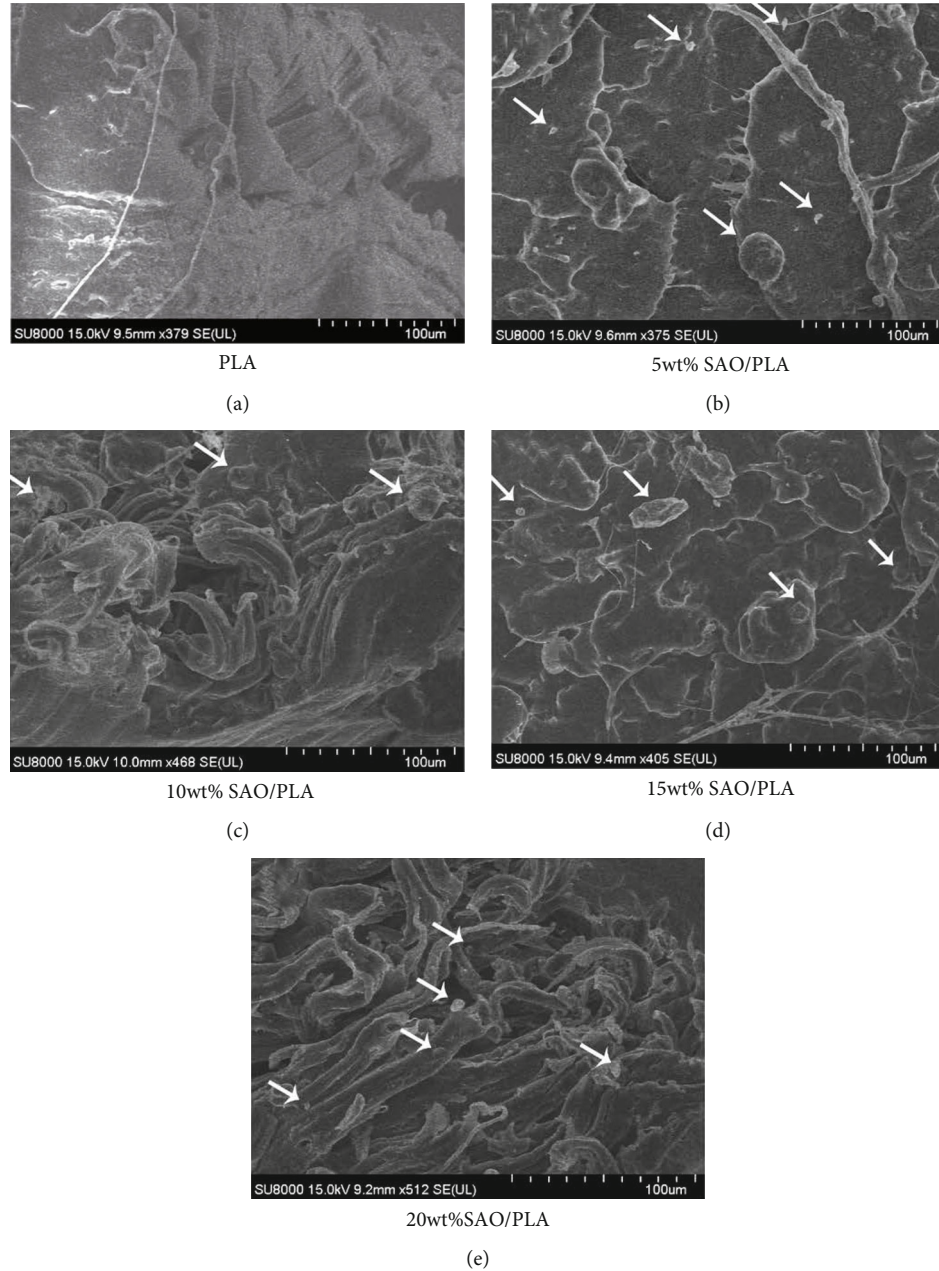 SU8000 15.0kV 9.5mm x379 SE(UL) 100um
PLA
(a)
SU8000 15.0kV 9.6mm x375 SE(UL) 100um
5wt% SAO/PLA
(b)
SU8000 15.0kV 10.0mm x468 SE(UL) 100um
10wt% SAO/PLA
(c)
SU8000 15.0kV 9.4mm x405 SE(UL) 100um
15wt% SAO/PLA
(d)
SU8000 15.0kV 9.2mm x512 SE(UL) 100um
20wt%SAO/PLA
(e)